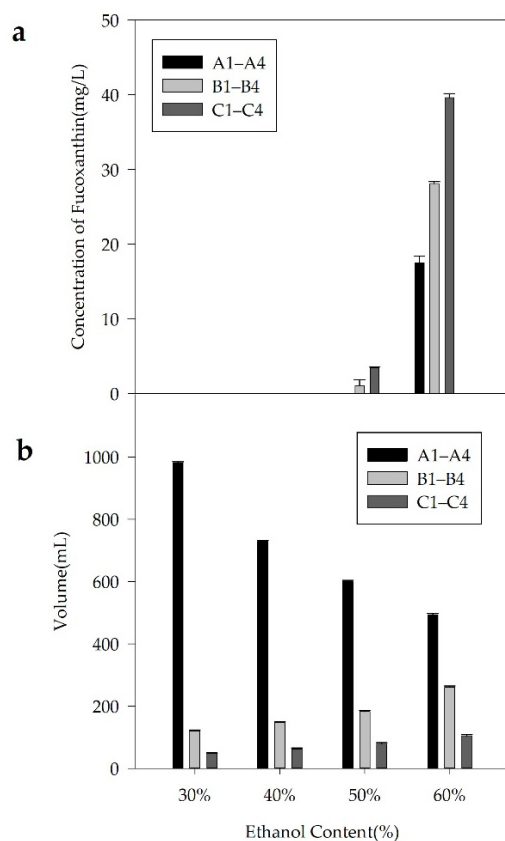 a
50
40
30
20
10
0
Concentration of Fucoxanthin(mg/L)
A1–A4
B1–B4
C1–C4
b
1000
800
600
400
200
0
Volume(mL)
A1–A4
B1–B4
C1–C4
30% 40% 50% 60%
Ethanol Content(%)